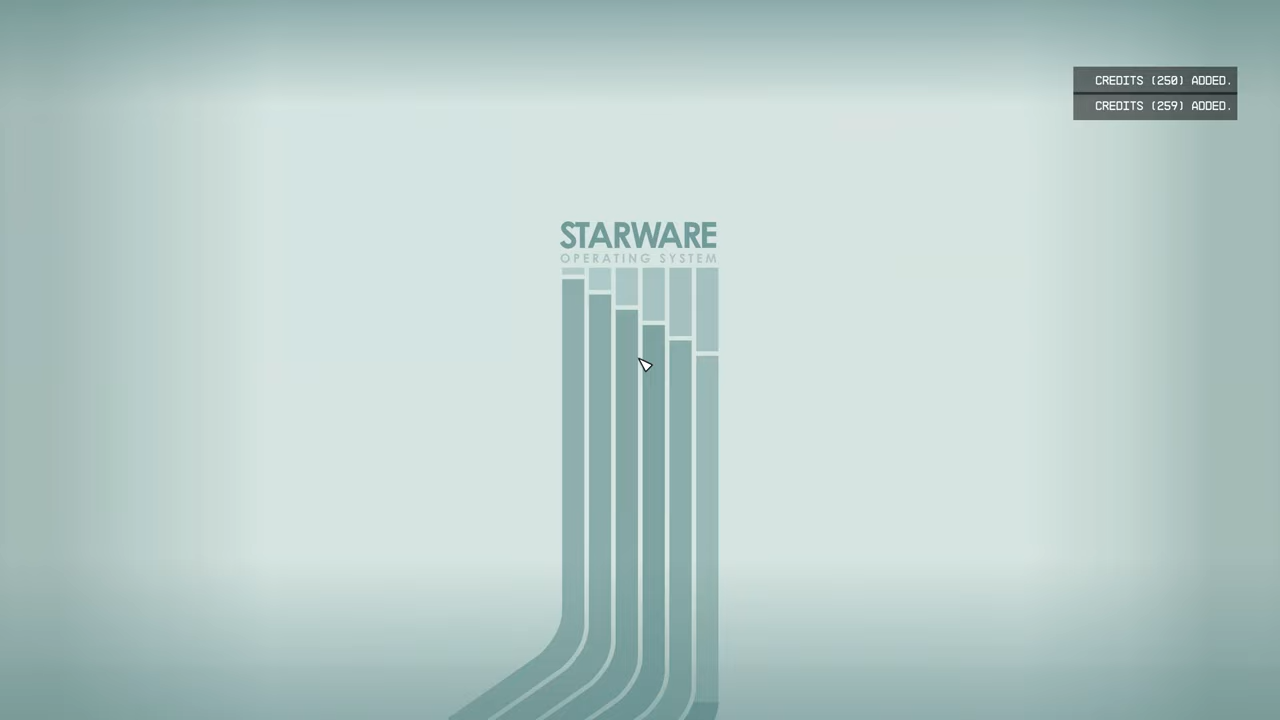 CREDITS (250) ADDED.
CREDITS (259) ADDED.
STARWARE
OPERATING SYSTEM